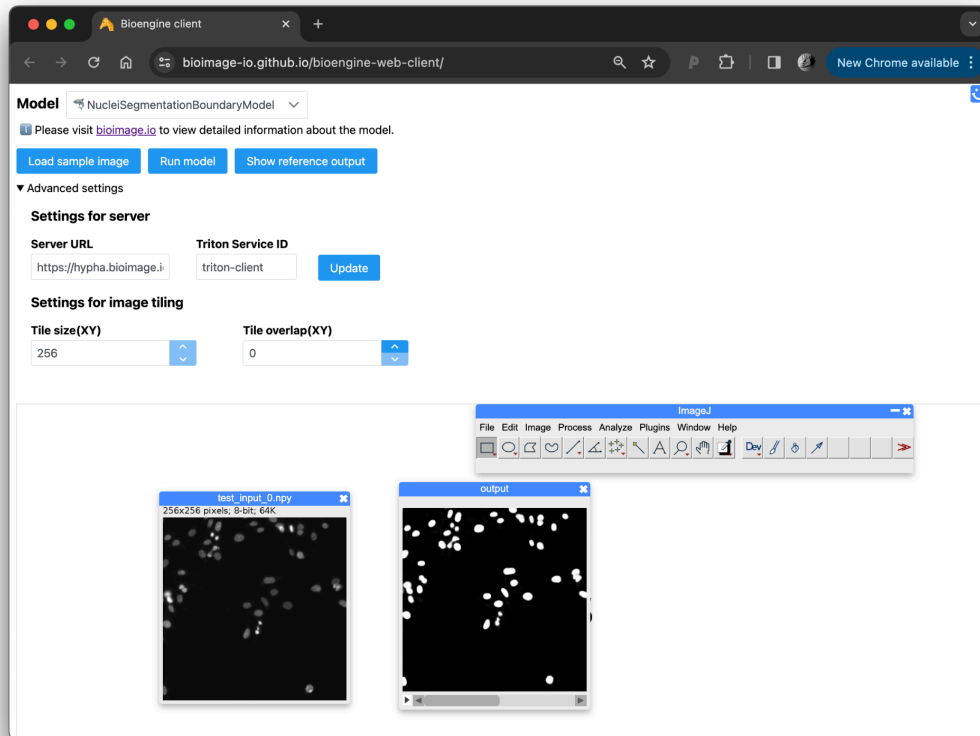 Bioengine client
bioimage-io.github.io/bioengine-web-client/
New Chrome available
Model
NucleiSegmentationBoundaryModel
Please visit bioimage.io to view detailed information about the model.
Load sample image
Run model
Show reference output
Advanced settings
Settings for server
Server URL
Triton Service ID
https://hypha.bioimage.i
triton-client
Update
Settings for image tiling
Tile size(XY)
Tile overlap(XY)
256
0
ImageJ
File Edit Image Process Analyze Plugins Window Help
A
Dev
test_input_0.npy
256x256 pixels; 8-bit; 64K
output